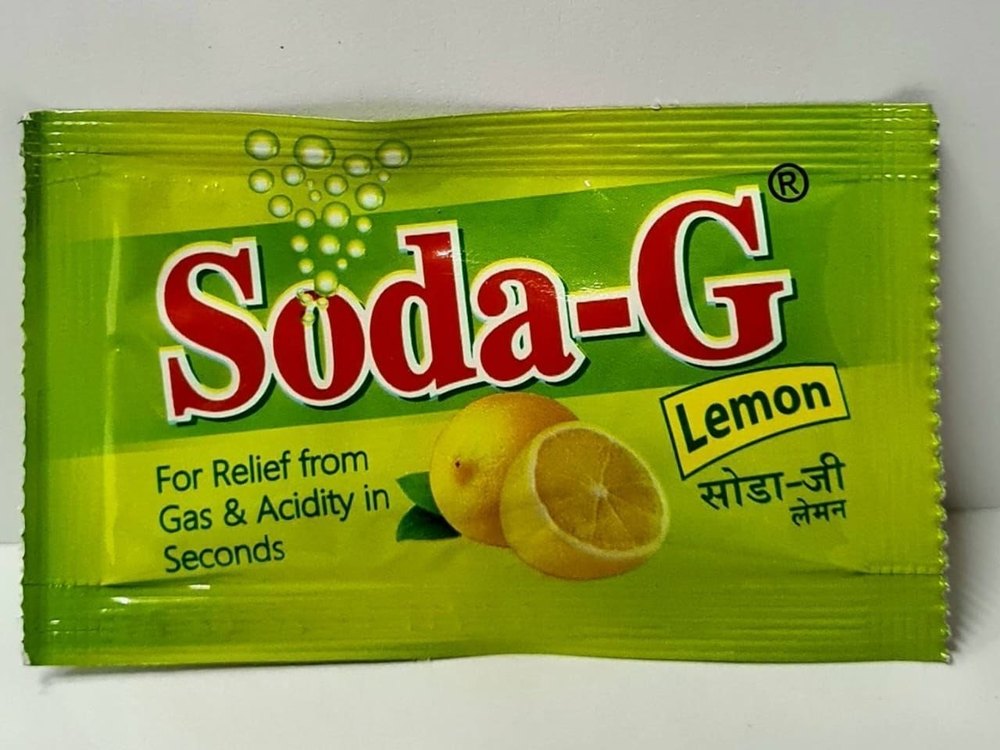 Soda-G®
Lemon
सोडा-जी
लेमन
For Relief from
Gas & Acidity in
Seconds